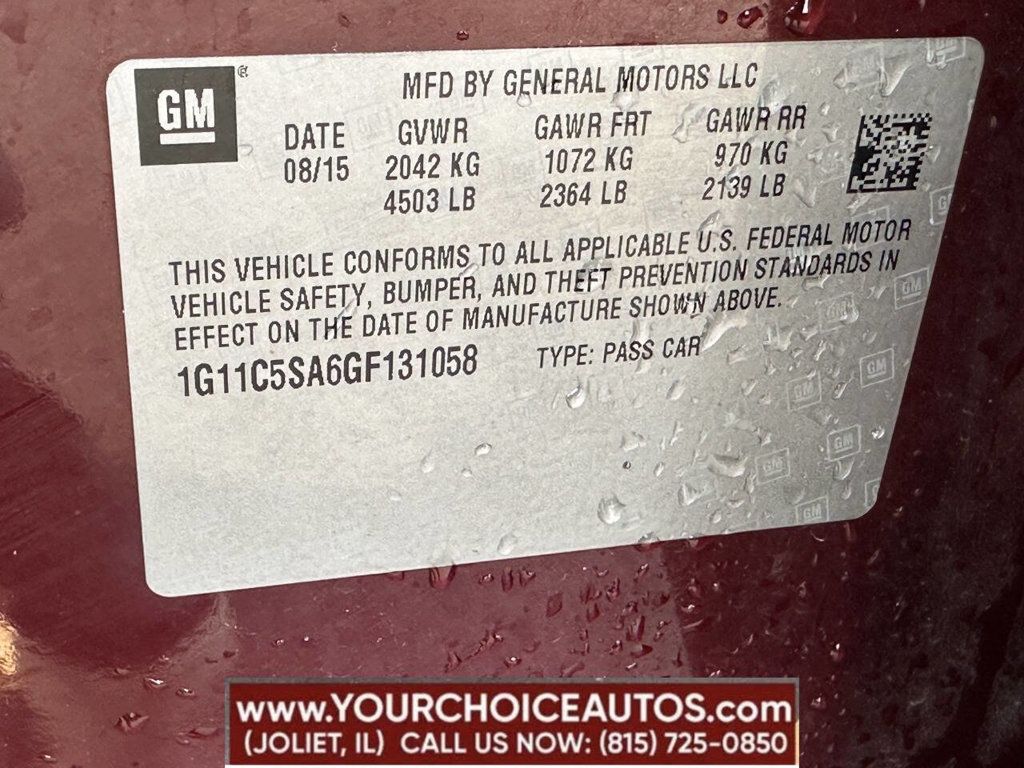 GM
MFD BY GENERAL MOTORS LLC
DATE GVWR GAWR FRT GAWR RR
08/15 2042 KG 1072 KG 970 KG
4503 LB 2364 LB 2139 LB
THIS VEHICLE CONFORMS TO ALL APPLICABLE U.S. FEDERAL MOTOR
VEHICLE SAFETY, BUMPER, AND THEFT PREVENTION STANDARDS IN
EFFECT ON THE DATE OF MANUFACTURE SHOWN ABOVE.
1G11C5SA6GF131058 TYPE: PASS CAR
www.YOURCHOICEAUTOS.com
(JOLIET, IL) CALL US NOW: (815) 725-0850